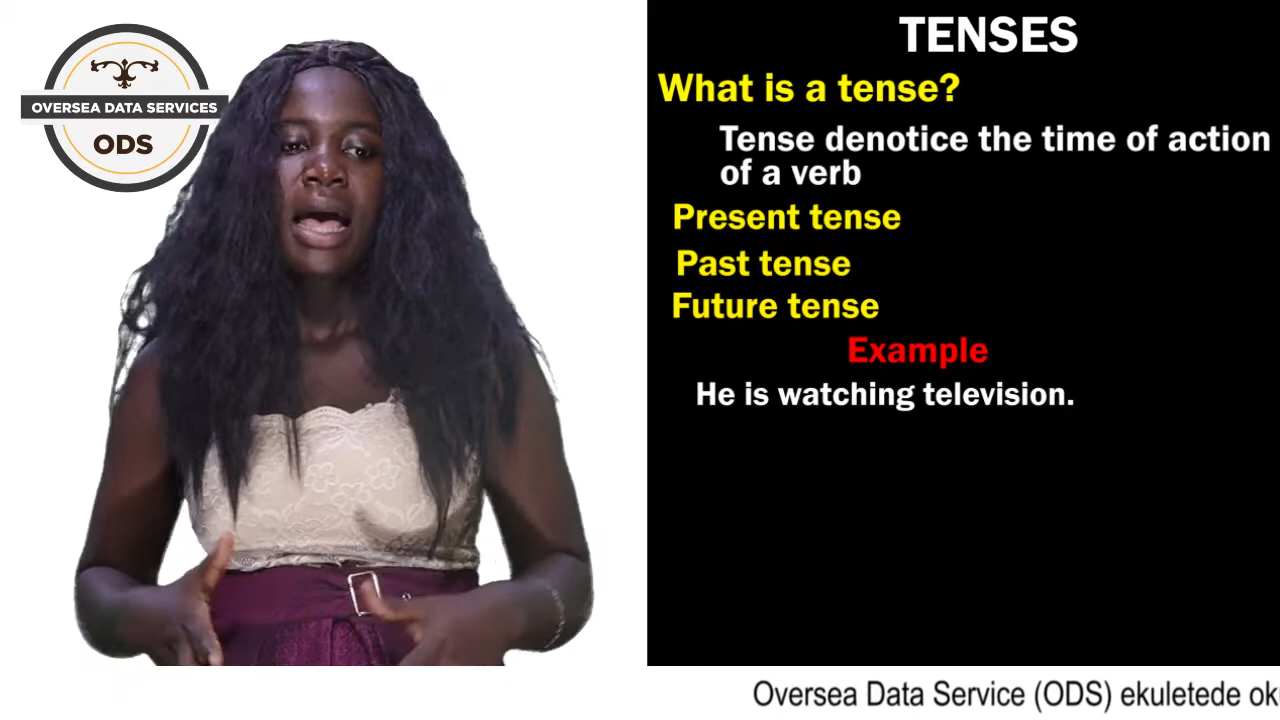 OVERSEA DATA SERVICES
ODS
TENSES
What is a tense?
Tense denotice the time of action
of a verb
Present tense
Past tense
Future tense
Example
He is watching television.
Oversea Data Service (ODS) ekuletede